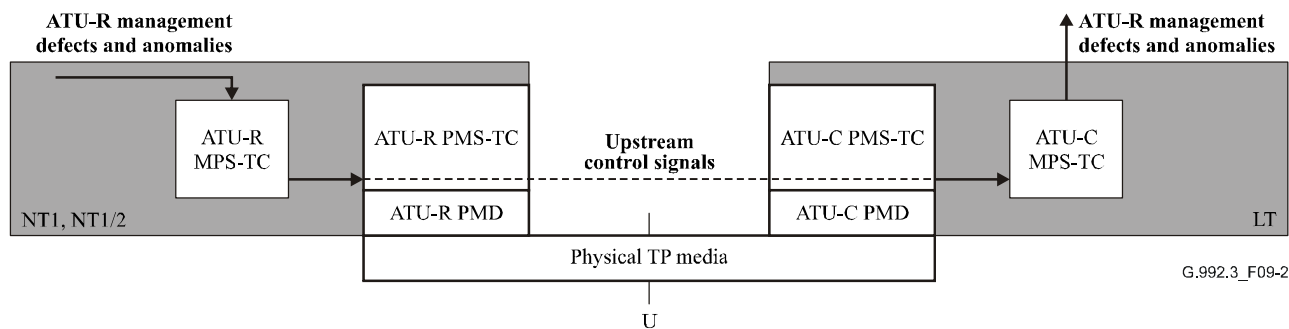 ATU-R management
defects and anomalies
ATU-R management
defects and anomalies
ATU-R
MPS-TC
ATU-R PMS-TC
Upstream
control signals
ATU-C PMS-TC
ATU-C
MPS-TC
NT1, NT1/2
ATU-R PMD
ATU-C PMD
LT
Physical TP media
G.992.3_F09-2
U